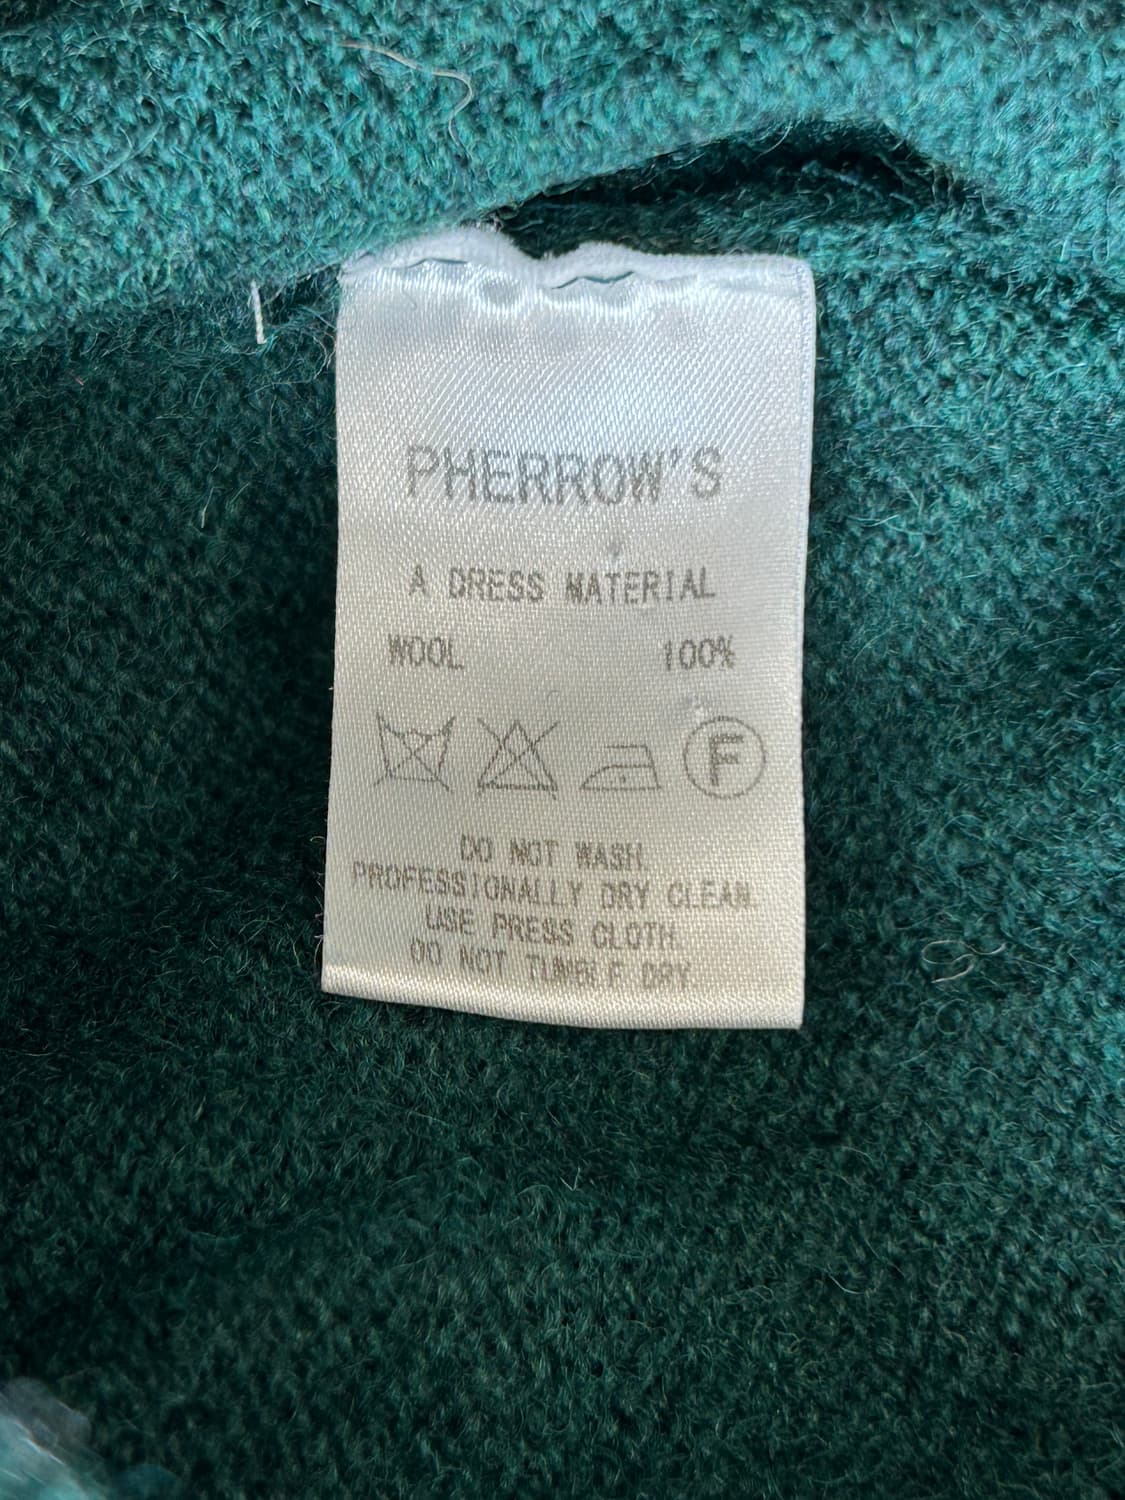 PHERROW'S
A DRESS MATERIAL
WOOL 100%
F
DO NOT WASH.
PROFESSIONALLY DRY CLEAN.
USE PRESS CLOTH.
DO NOT TUMBLE DRY.